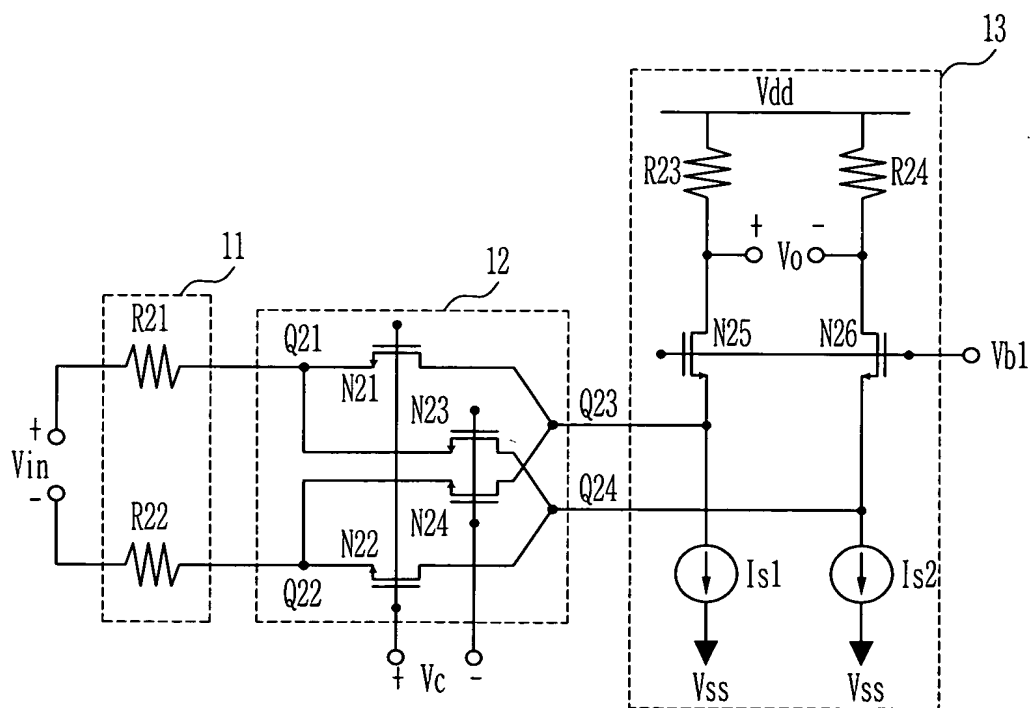 13
Vdd
R23
R24
+ Vo -
11
12
R21
Q21
N25
N26
Vb1
N21
N23
Q23
+
Vin
-
Q24
R22
N24
N22
Q22
Is1
Is2
+ Vc -
Vss
Vss